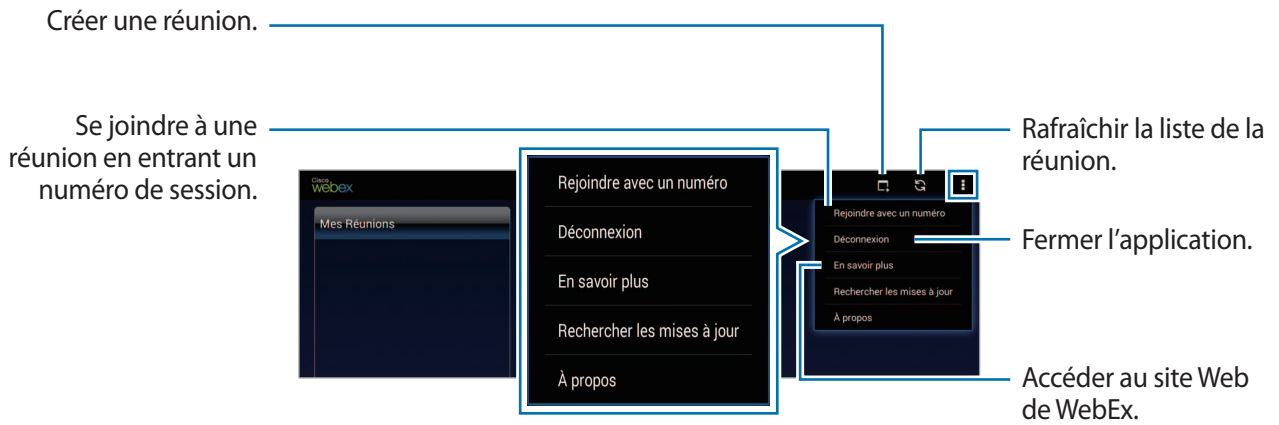 Créer une réunion.
Se joindre à une
réunion en entrant un
numéro de session.
Cisco
webex
Mes Réunions
Rejoindre avec un numéro
Déconnexion
En savoir plus
Rechercher les mises à jour
À propos
Rejoindre avec un numéro
Déconnexion
En savoir plus
Rechercher les mises à jour
À propos
Rafraîchir la liste de la
réunion.
Fermer l’application.
Accéder au site Web
de WebEx.